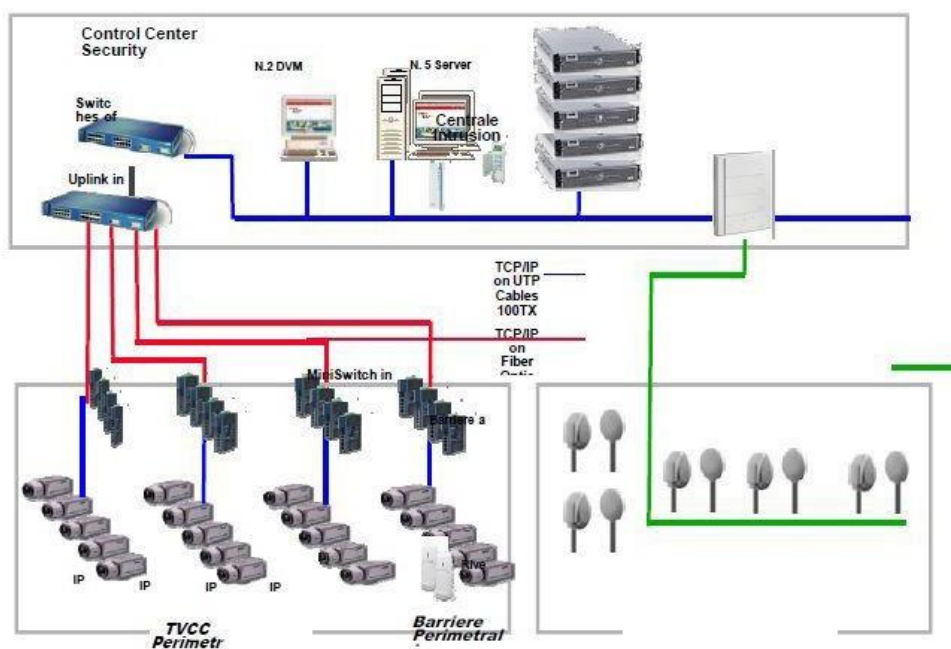 Control Center
Security
N.2 DVM
N. 5 Server
Switc
hes of
Centrale
Intrusion
Uplink in
TCP/IP
on UTP
Cables
100TX
TCP/IP
on
Fiber
MiniSwitch in
Barriere a
IP
IP
IP
IP
Rive
TVCC
Perimetr
Barriere
Perimetral